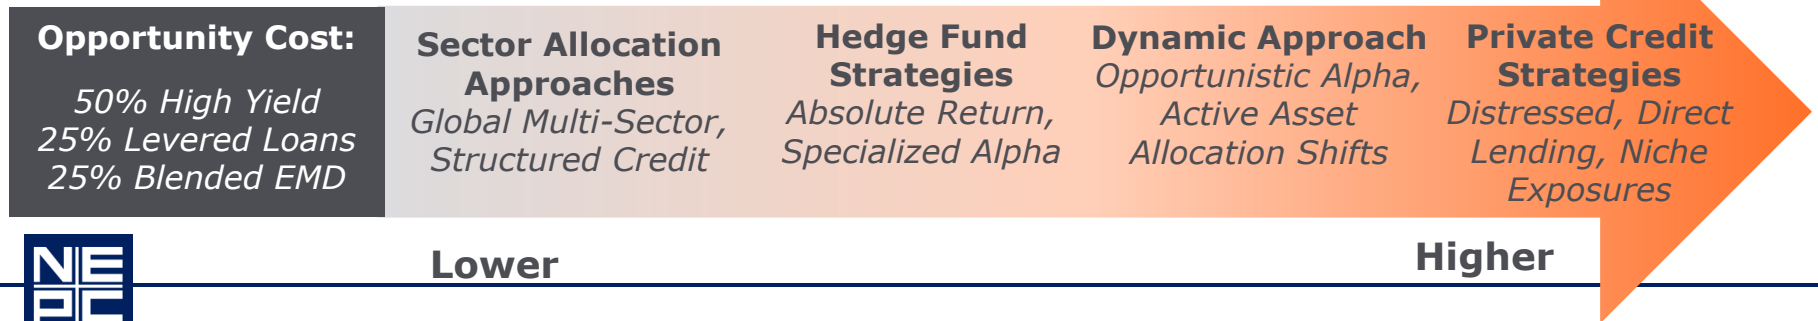 Opportunity Cost:
50% High Yield
25% Levered Loans
25% Blended EMD
Sector Allocation
Approaches
Global Multi-Sector,
Structured Credit
Hedge Fund
Strategies
Absolute Return,
Specialized Alpha
Dynamic Approach
Opportunistic Alpha,
Active Asset
Allocation Shifts
Private Credit
Strategies
Distressed, Direct
Lending, Niche
Exposures
Lower
Higher
NE
PC